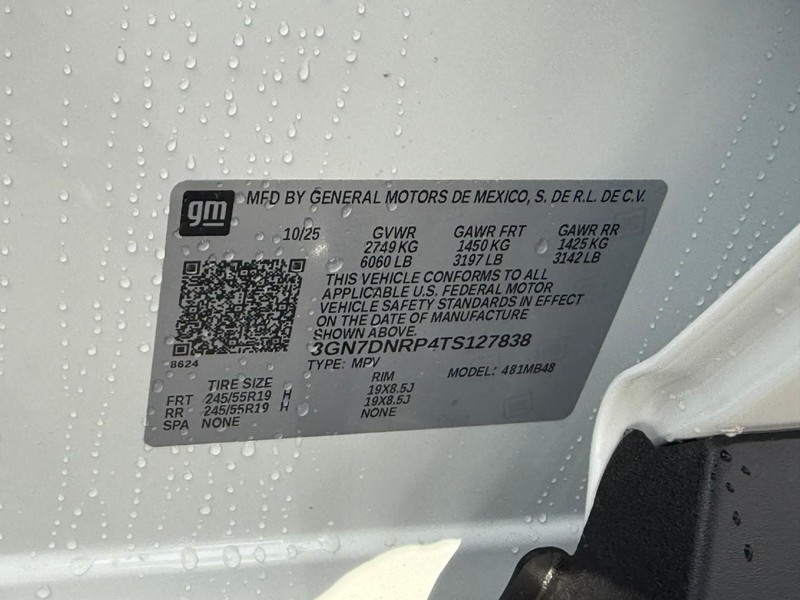 gm MFD BY GENERAL MOTORS DE MEXICO, S. DE R.L. DE C.V.
10/25 GVWR GAWR FRT GAWR RR
2749 KG 1450 KG 1425 KG
6060 LB 3197 LB 3142 LB
THIS VEHICLE CONFORMS TO ALL
APPLICABLE U.S. FEDERAL MOTOR
VEHICLE SAFETY STANDARDS IN EFFECT
ON THE DATE OF MANUFACTURE
SHOWN ABOVE.
3GN7DNRP4TS127838
8624
TYPE: MPV MODEL: 481MB48
TIRE SIZE RIM
FRT 245/55R19 H 19X8.5J
RR 245/55R19 H 19X8.5J
SPA NONE NONE